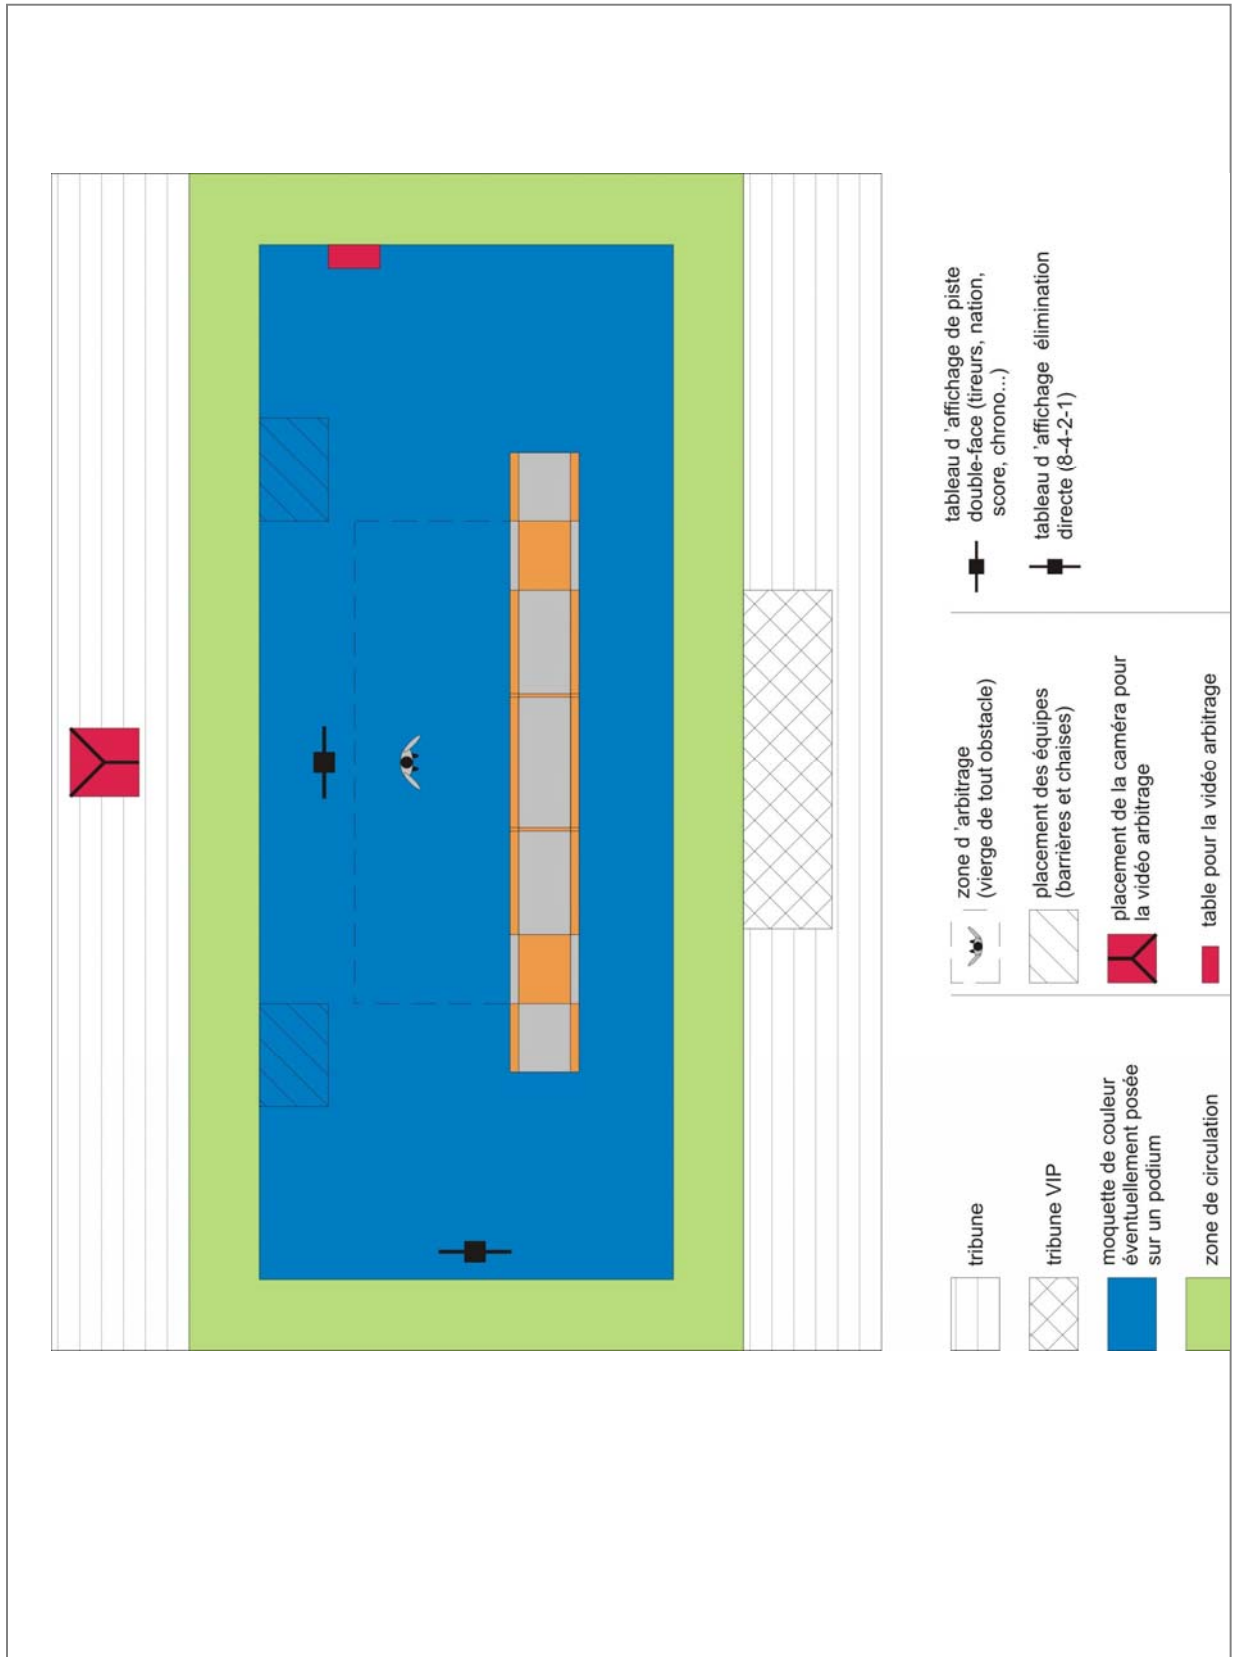 tribune
tribune VIP
moquette de couleur
éventuellement posée
sur un podium
zone de circulation
zone d 'arbitrage
(vierge de tout obstacle)
placement des équipes
(barrières et chaises)
placement de la caméra pour
la vidéo arbitrage
table pour la vidéo arbitrage
tableau d 'affichage de piste
double-face (tireurs, nation,
score, chrono...)
tableau d 'affichage élimination
directe (8-4-2-1)